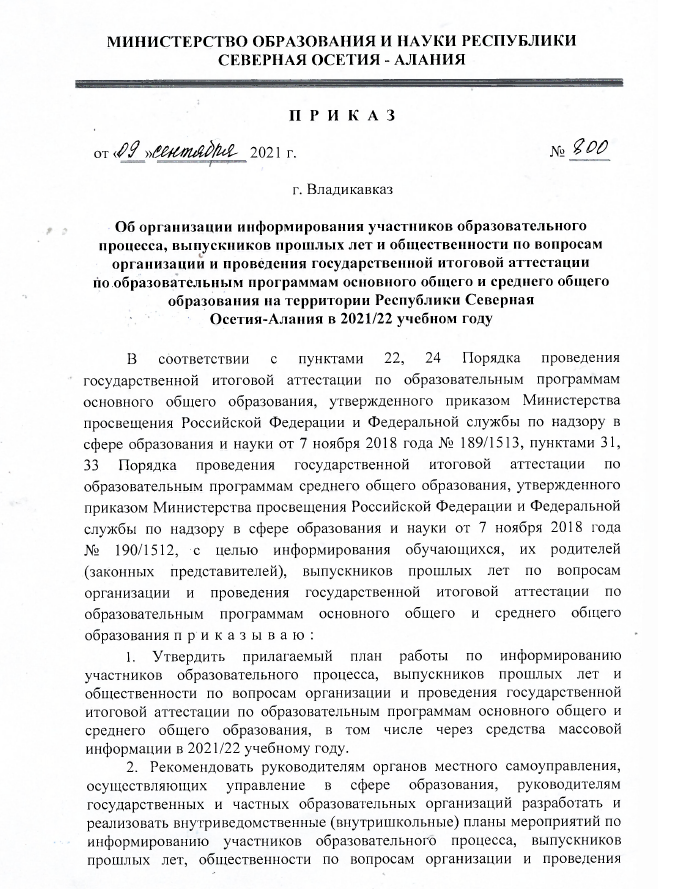 МИНИСТЕРСТВО ОБРАЗОВАНИЯ И НАУКИ РЕСПУБЛИКИ
СЕВЕРНАЯ ОСЕТИЯ - АЛАНИЯ
П Р И К А З
от «09 » сентября 2021 г. № 800
г. Владикавказ
Об организации информирования участников образовательного
процесса, выпускников прошлых лет и общественности по вопросам
организации и проведения государственной итоговой аттестации
по образовательным программам основного общего и среднего общего
образования на территории Республики Северная
Осетия-Алания в 2021/22 учебном году
В соответствии с пунктами 22, 24 Порядка проведения
государственной итоговой аттестации по образовательным программам
основного общего образования, утвержденного приказом Министерства
просвещения Российской Федерации и Федеральной службы по надзору в
сфере образования и науки от 7 ноября 2018 года № 189/1513, пунктами 31,
33 Порядка проведения государственной итоговой аттестации по
образовательным программам среднего общего образования, утвержденного
приказом Министерства просвещения Российской Федерации и Федеральной
службы по надзору в сфере образования и науки от 7 ноября 2018 года
№ 190/1512, с целью информирования обучающихся, их родителей
(законных представителей), выпускников прошлых лет по вопросам
организации и проведения государственной итоговой аттестации по
образовательным программам основного общего и среднего общего
образования п р и к а з ы в а ю :
1. Утвердить прилагаемый план работы по информированию
участников образовательного процесса, выпускников прошлых лет и
общественности по вопросам организации и проведения государственной
итоговой аттестации по образовательным программам основного общего и
среднего общего образования, в том числе через средства массовой
информации в 2021/22 учебному году.
2. Рекомендовать руководителям органов местного самоуправления,
осуществляющих управление в сфере образования, руководителям
государственных и частных образовательных организаций разработать и
реализовать внутриведомственные (внутришкольные) планы мероприятий по
информированию участников образовательного процесса, выпускников
прошлых лет, общественности по вопросам организации и проведения